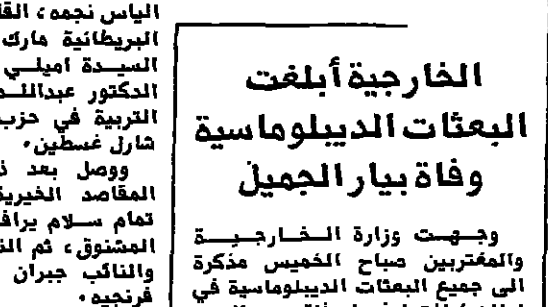 الياس نجمه، القا
البريطانية مارك
السيدة اميلي
الدكتور عبداللـ
التربية في حزب
شارل غسطين.
ووصل بعد ذ
المقاصد الخيرية
تمام سلام يرافـ
المشنوق، ثم الن
والنائب جبران
فرنجيه.
الخارجية أبلغت
البعثات الديبلوماسية
وفاة بيار الجميل
وجهت وزارة الخارجية
والمغتربين صباح الخميس مذكرة
الى جميع البعثات الديبلوماسية في